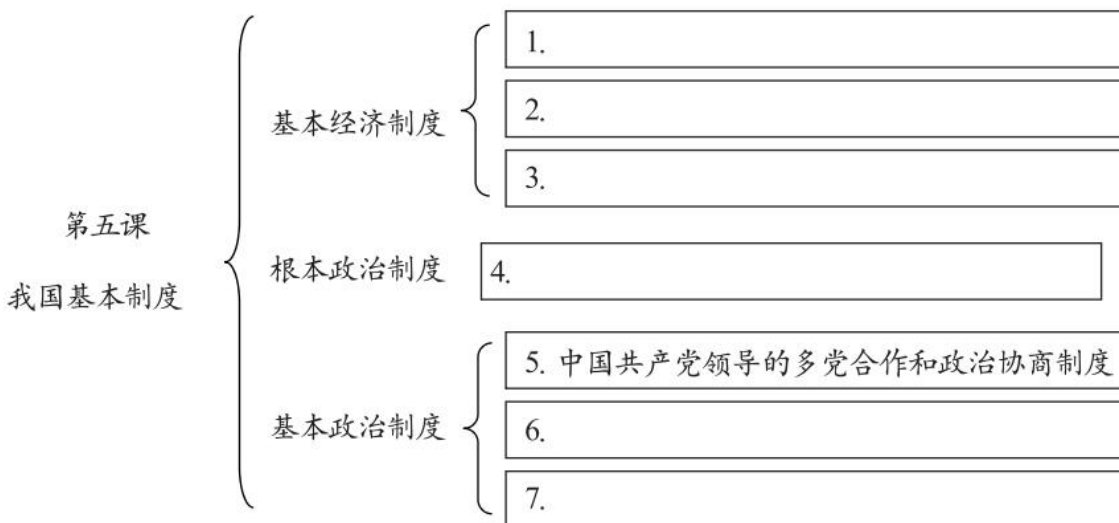 1.
2.
基本经济制度
3.
第五课
我国基本制度
根本政治制度
4.
5. 中国共产党领导的多党合作和政治协商制度
基本政治制度
6.
7.